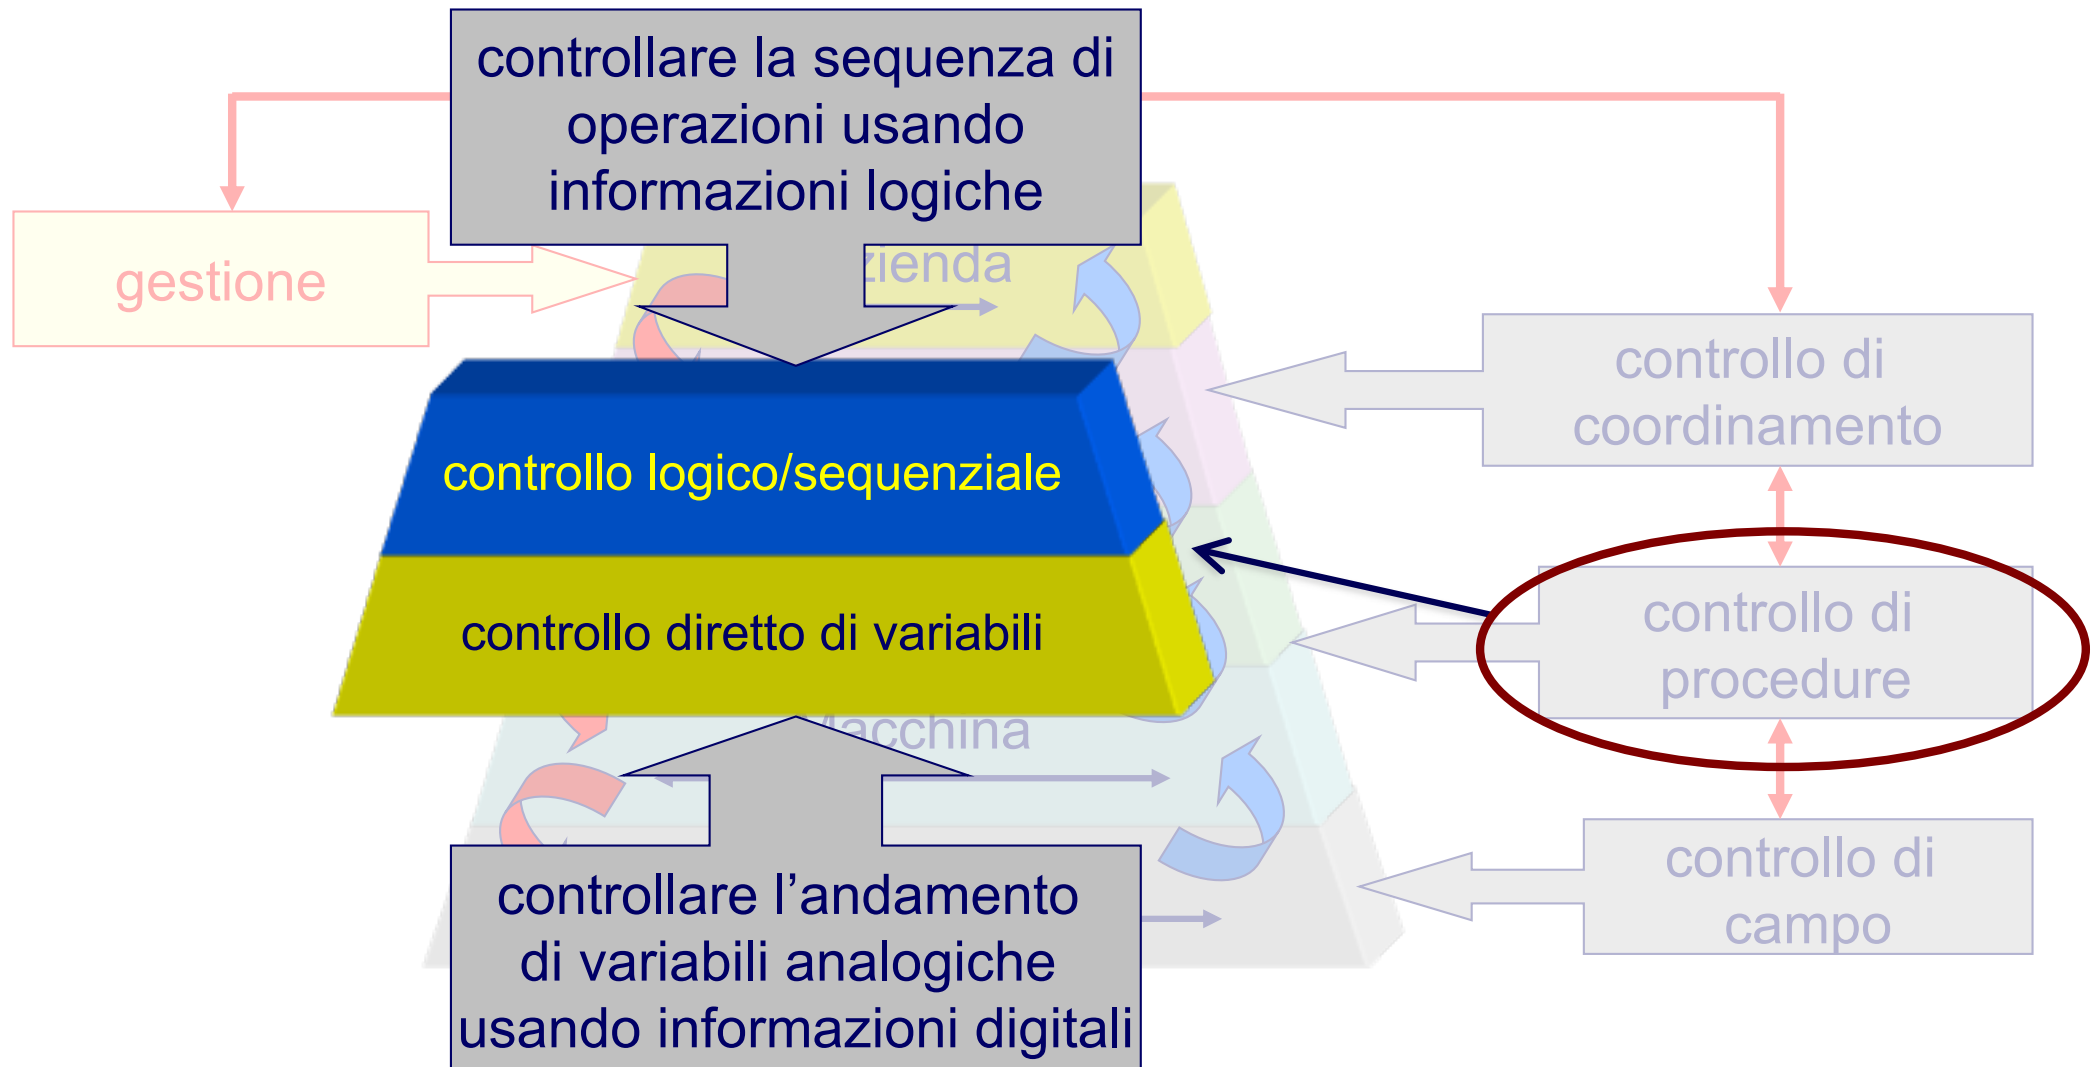 controllare la sequenza di
operazioni usando
informazioni logiche
gestione
controllo di
coordinamento
controllo logico/sequenziale
controllo diretto di variabili
controllo di
procedure
controllo di
campo
controllare l’andamento
di variabili analogiche
usando informazioni digitali